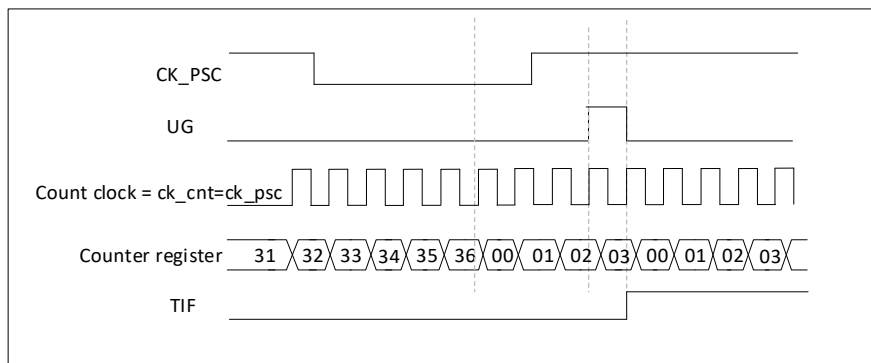 CK_PSC
UG
Count clock = ck_cnt=ck_psc
Counter register 31 32 33 34 35 36 00 01 02 03 00 01 02 03
TIF